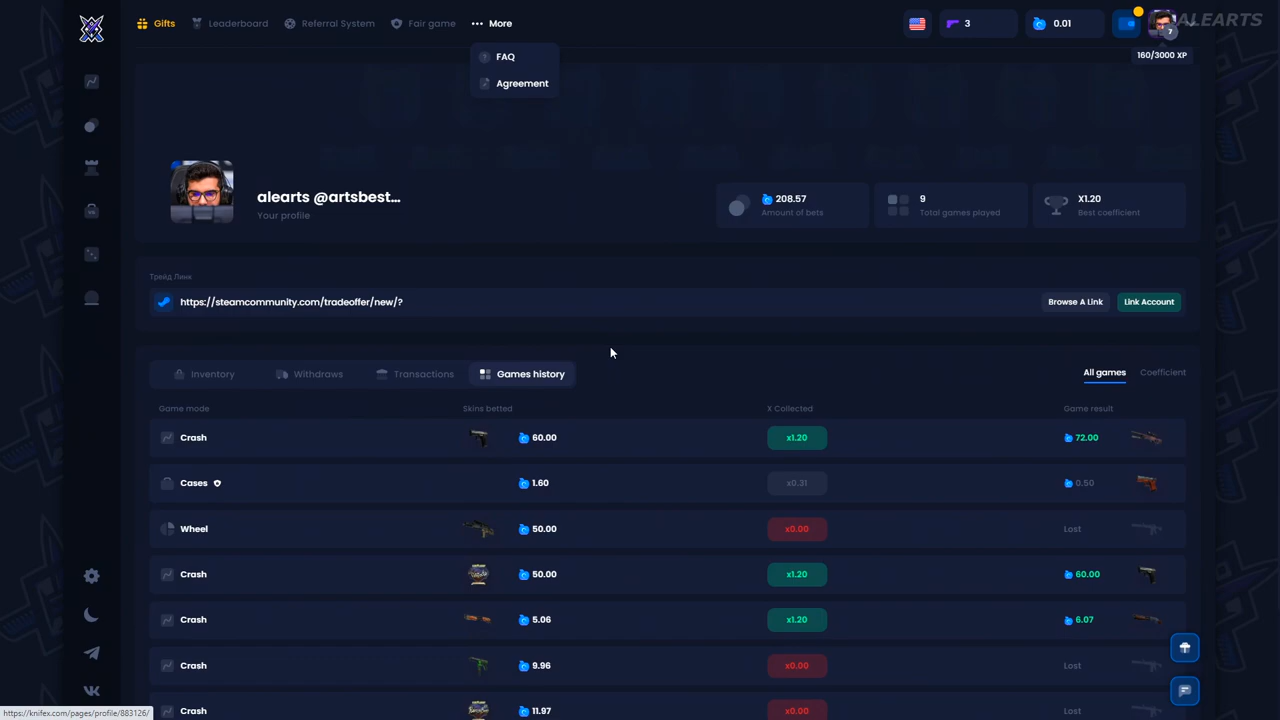 Gifts
Leaderboard
Referral System
Fair game
More
3
0.01
ALEARTS
7
160/3000 XP
FAQ
Agreement
alearts @artsbest...
Your profile
208.57
Amount of bets
9
Total games played
X1.20
Best coefficient
Трейд Линк
https://steamcommunity.com/tradeoffer/new/?
Browse A Link
Link Account
Inventory
Withdraws
Transactions
Games history
All games
Coefficient
Game mode
Skins betted
X Collected
Game result
Crash
60.00
x1.20
72.00
Cases
1.60
x0.31
0.50
Wheel
50.00
x0.00
Lost
Crash
50.00
x1.20
60.00
Crash
5.06
x1.20
6.07
Crash
9.96
x0.00
Lost
Crash
11.97
x0.00
Lost
https://knifex.com/pages/profile/883126/